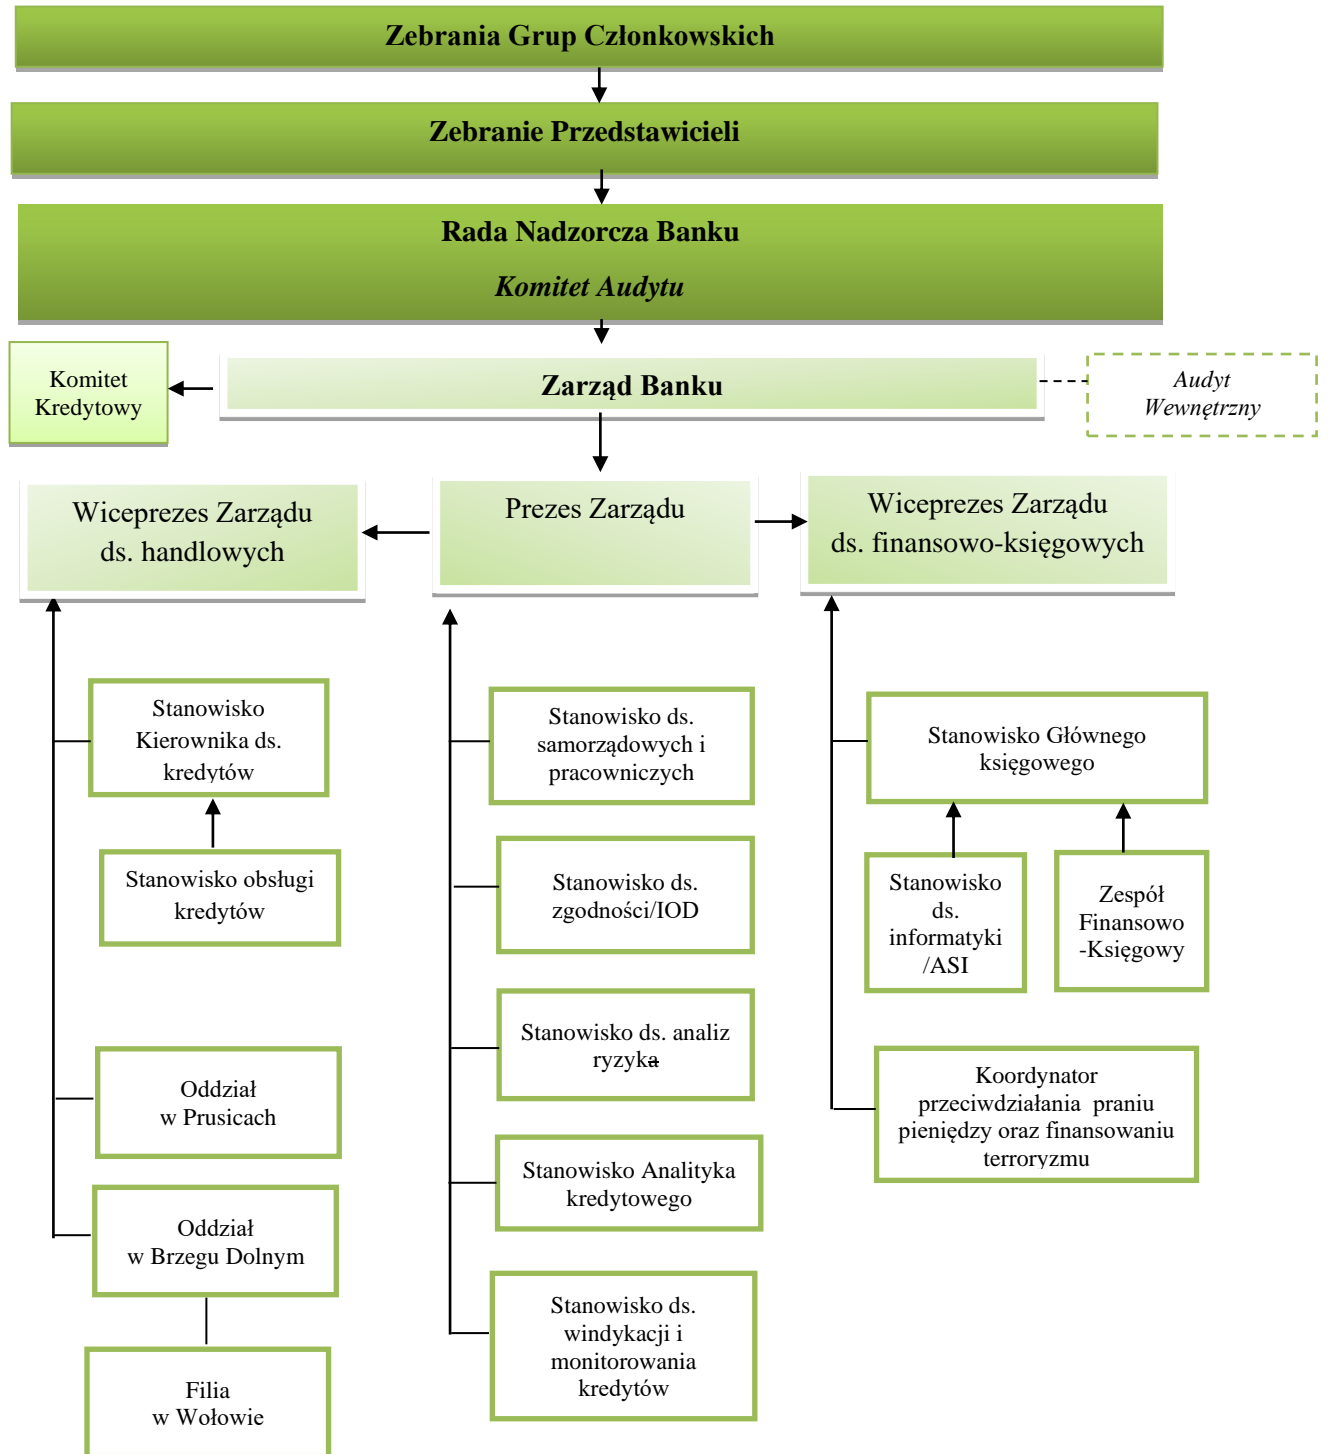 Zebrania Grup Członkowskich
Zebranie Przedstawicieli
Rada Nadzorcza Banku
Komitet Audytu
Komitet
Kredytowy
Zarząd Banku
Audyt
Wewnętrzny
Wiceprezes Zarządu
ds. handlowych
Prezes Zarządu
Wiceprezes Zarządu
ds. finansowo-księgowych
Stanowisko
Kierownika ds.
kredytów
Stanowisko obsługi
kredytów
Oddział
w Prusicach
Oddział
w Brzegu Dolnym
Filia
w Wołowie
Stanowisko ds.
samorządowych i
pracowniczych
Stanowisko ds.
zgodności/IOD
Stanowisko ds. analiz
ryzyka
Stanowisko Analityka
kredytowego
Stanowisko ds.
windykacji i
monitorowania
kredytów
Stanowisko Głównego
księgowego
Stanowisko
ds.
informatyki
/ASI
Zespół
Finansowo
-Księgowy
Koordynator
przeciwdziałania praniu
pieniędzy oraz finansowaniu
terroryzmu